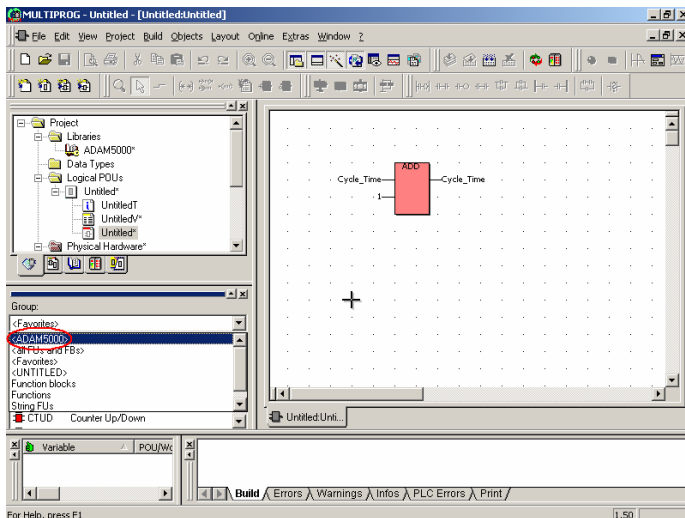 MULTIPROG - Untitled - [Untitled:Untitled]
File Edit View Project Build Objects Layout Online Extras Window ?
Project
Libraries
ADAM5000*
Data Types
Logical POUs
Untitled*
UntitledT
UntitledV*
Untitled*
Physical Hardware*
Group:
<Favorites>
<ADAM5000>
<all FUs and FBs>
<Favorites>
<UNTITLED>
Function blocks
Functions
String FUs
CTUD Counter Up/Down
ADD
Cycle_Time
Cycle_Time
1
Untitled:Unti...
Variable
POU/Wo
Build
Errors
Warnings
Infos
PLC Errors
Print
For Help, press F1
1.50